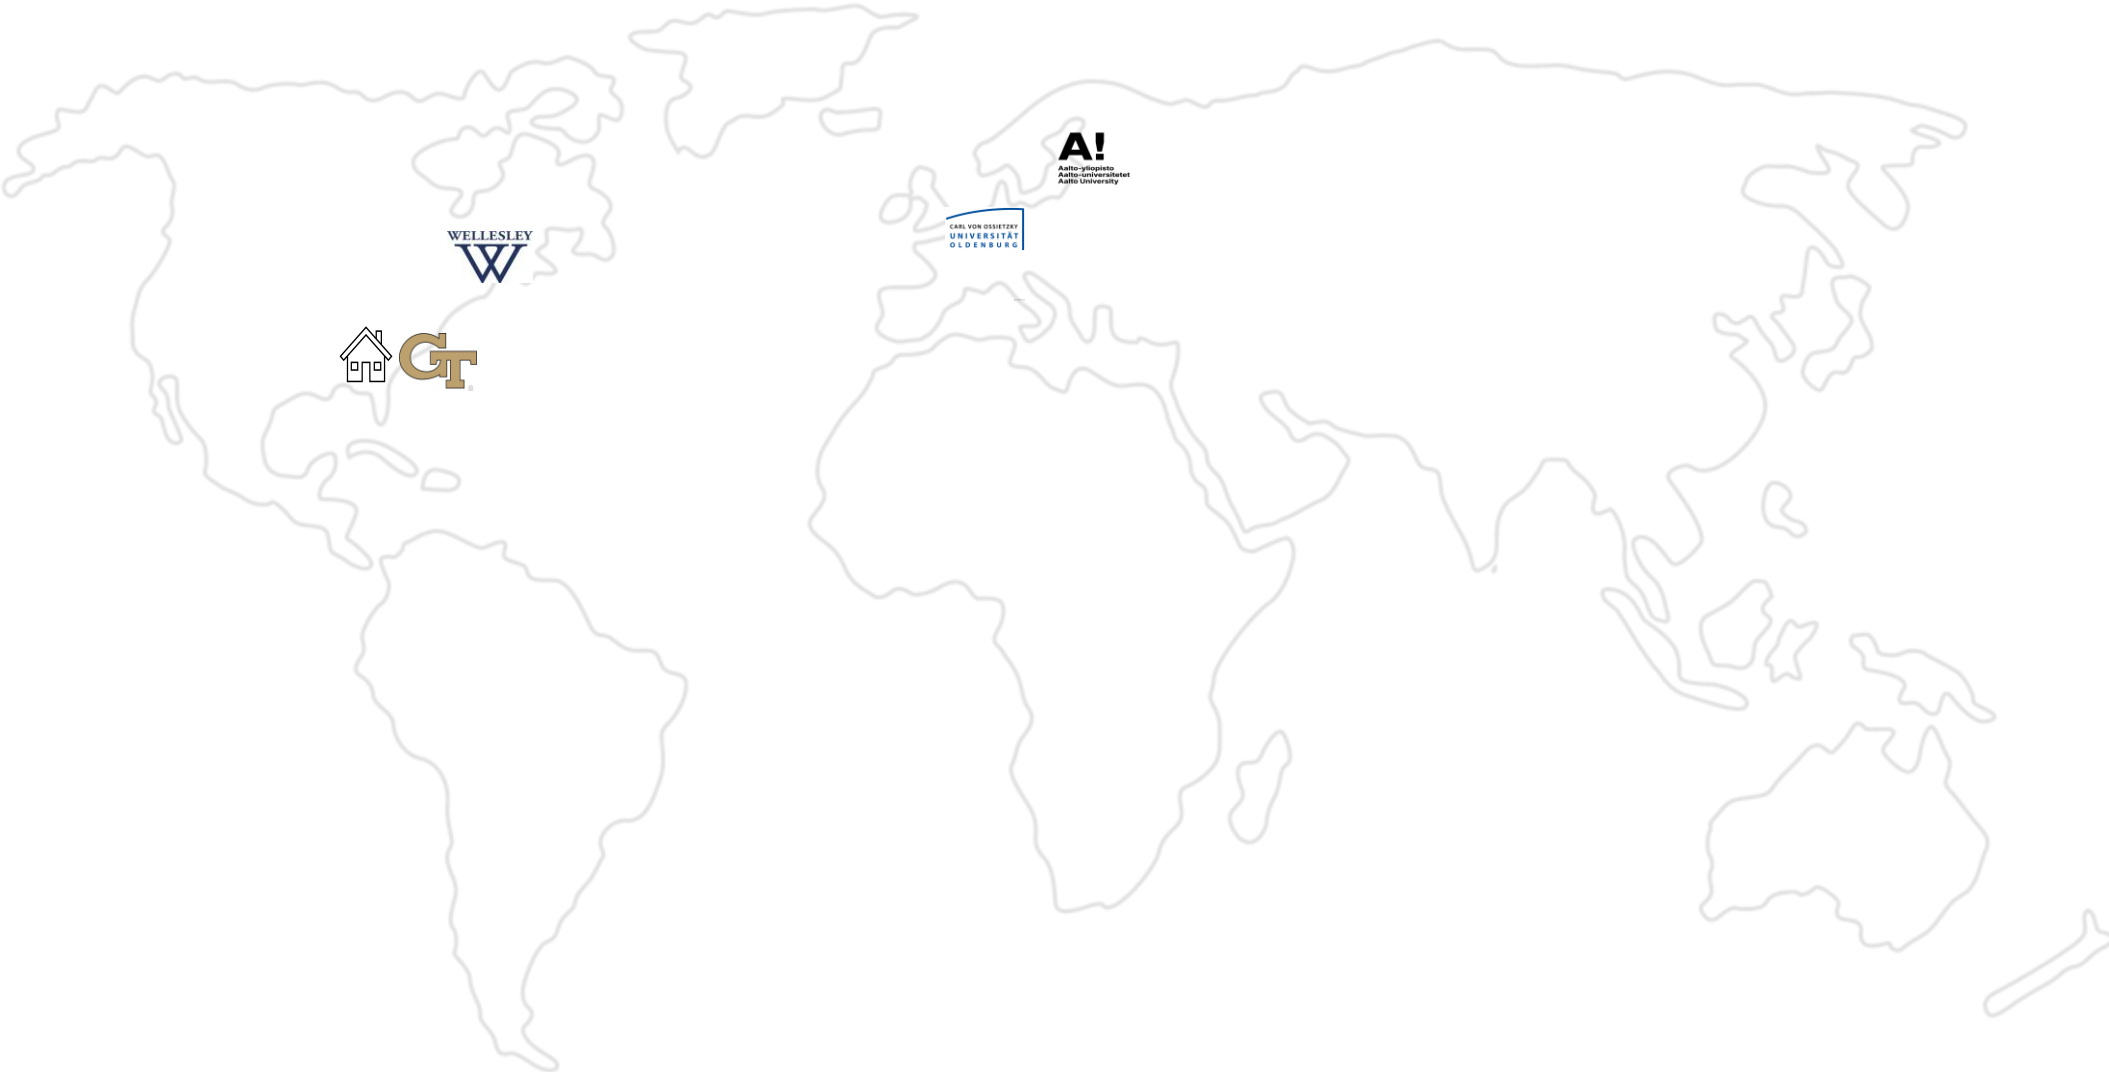 A!
Aalto-yliopisto
Aalto-universitetet
Aalto University
CARL VON OSSIETZKY
UNIVERSITÄT
OLDENBURG
WELLESLEY
W
GT
®